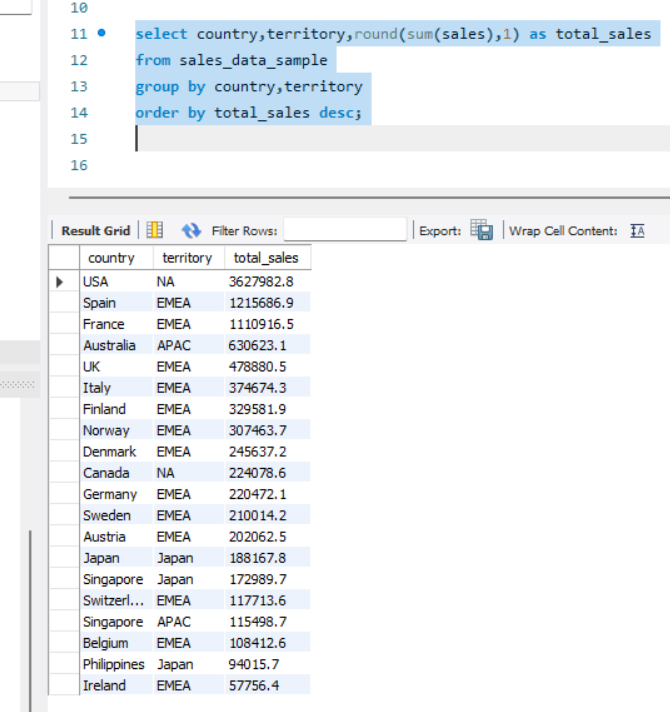 10
11 select country,territory,round(sum(sales),1) as total_sales
12 from sales_data_sample
13 group by country,territory
14 order by total_sales desc;
15
16
Result Grid Filter Rows: Export: Wrap Cell Content: IA
country territory total_sales
USA NA 3627982.8
Spain EMEA 1215686.9
France EMEA 1110916.5
Australia APAC 630623.1
UK EMEA 478880.5
Italy EMEA 374674.3
Finland EMEA 329581.9
Norway EMEA 307463.7
Denmark EMEA 245637.2
Canada NA 224078.6
Germany EMEA 220472.1
Sweden EMEA 210014.2
Austria EMEA 202062.5
Japan Japan 188167.8
Singapore Japan 172989.7
Switzerl... EMEA 117713.6
Singapore APAC 115498.7
Belgium EMEA 108412.6
Philippines Japan 94015.7
Ireland EMEA 57756.4